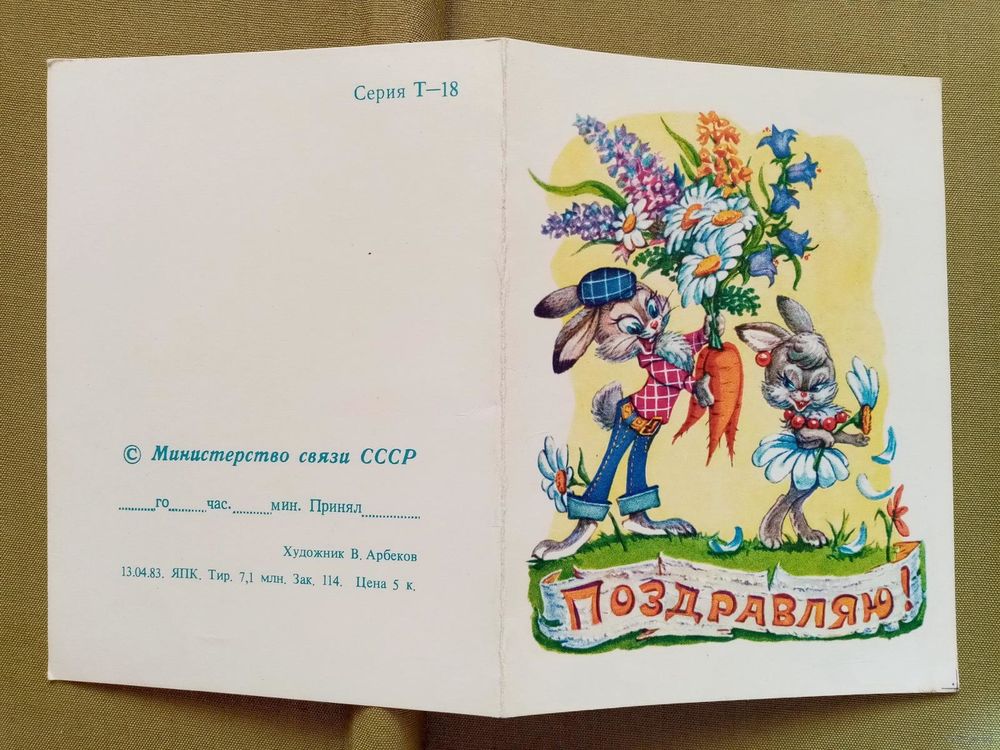 Серия Т—18
© Министерство связи СССР
..........го..........час...........мин. Принял...............
Художник В. Арбеков
13.04.83. ЯПК. Тир. 7,1 млн. Зак. 114. Цена 5 к.
ПОЗДРАВЛЯЮ!